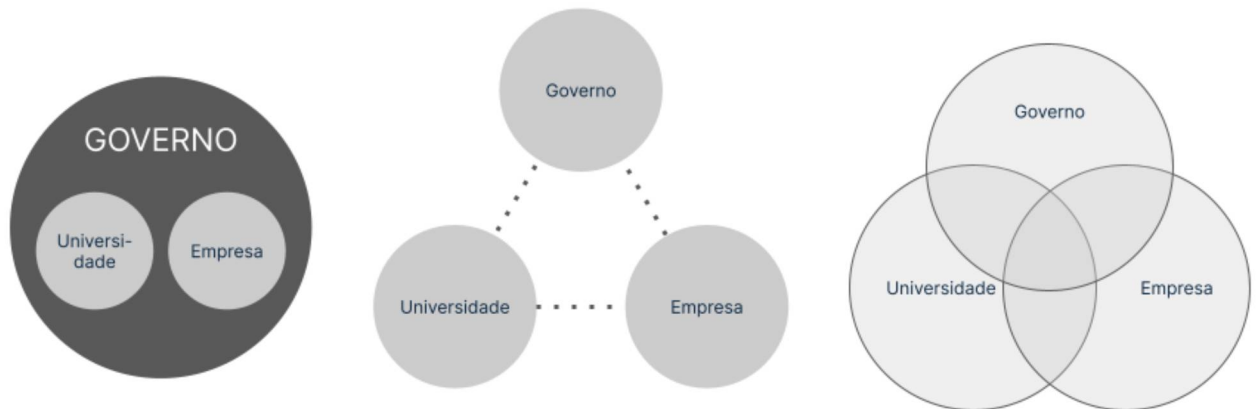 GOVERNO
Universi-
dade
Empresa
Governo
Universidade
Empresa
Governo
Universidade
Empresa